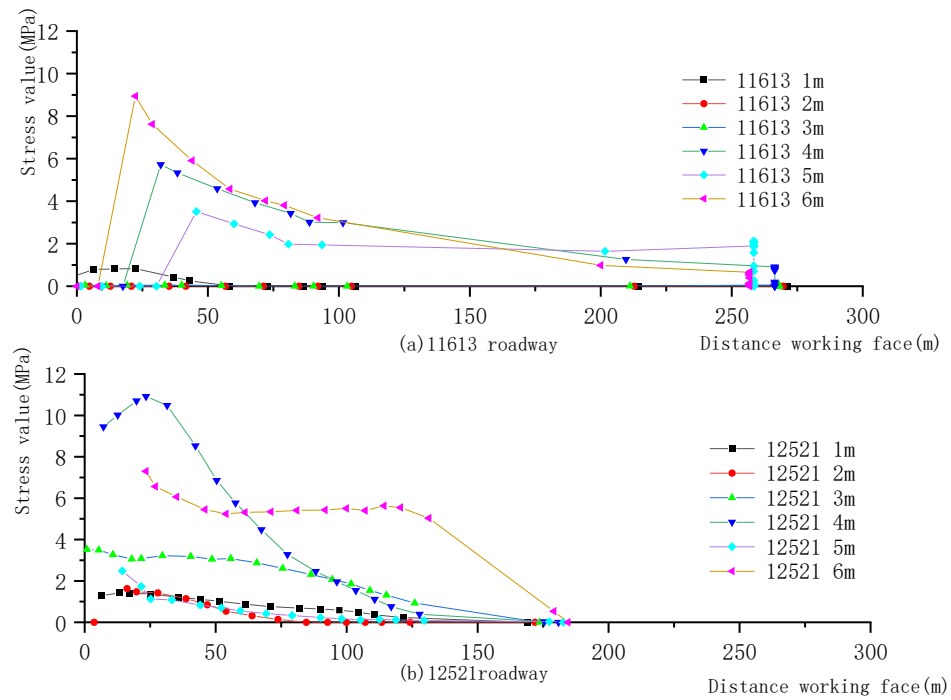 12
10
8
6
4
2
0
Stress value(MPa)
11613 1m
11613 2m
11613 3m
11613 4m
11613 5m
11613 6m
0 50 100 150 200 250 300
(a)11613 roadway
Distance working face(m)
12
10
8
6
4
2
0
Stress value(MPa)
12521 1m
12521 2m
12521 3m
12521 4m
12521 5m
12521 6m
0 50 100 150 200 250 300
(b)12521roadway
Distance working face(m)